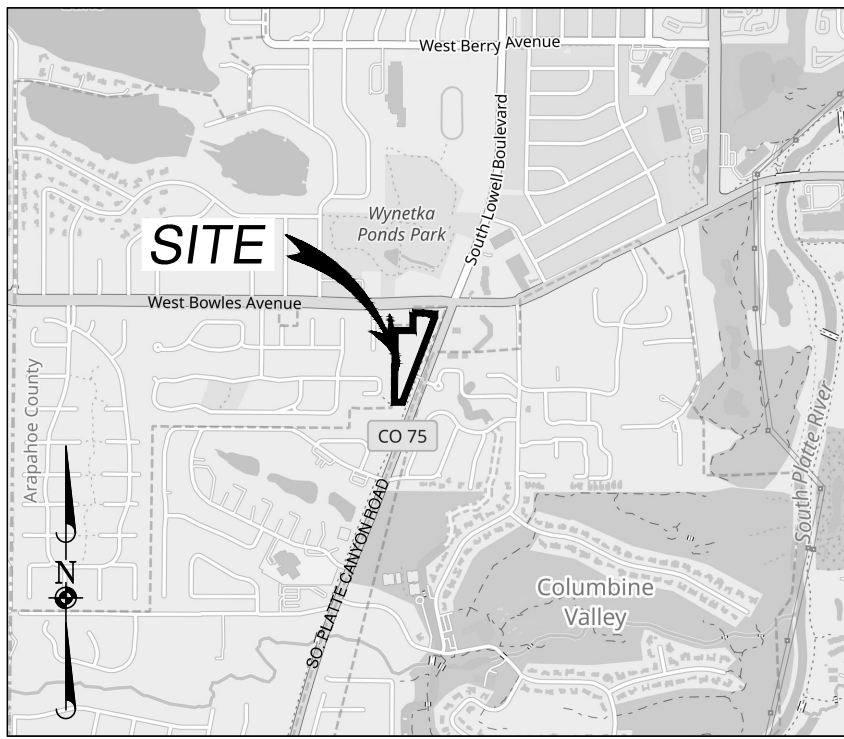 West Berry Avenue
South Lowell Boulevard
Wynetka
Ponds Park
SITE
West Bowles Avenue
Arapahoe County
CO 75
South Platte River
SO. PLATTE CANYON ROAD
N
Columbine
Valley